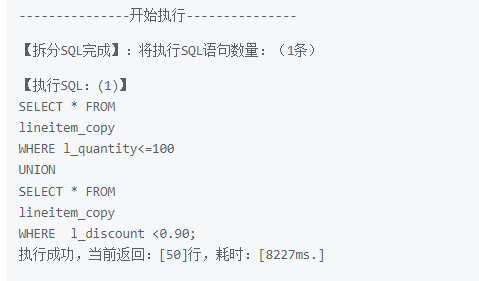 ---------------开始执行---------------
【拆分SQL完成】：将执行SQL语句数量：（1条）
【执行SQL：(1)】
SELECT * FROM
lineitem_copy
WHERE l_quantity<=100
UNION
SELECT * FROM
lineitem_copy
WHERE  l_discount <0.90;
执行成功，当前返回：[50]行，耗时：[8227ms.]